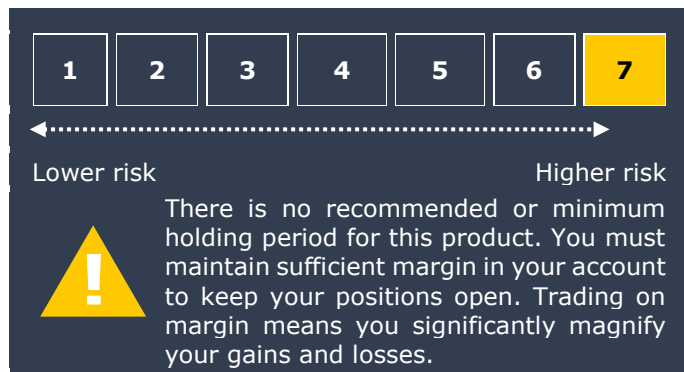 1 2 3 4 5 6 7
Lower risk Higher risk
There is no recommended or minimum
holding period for this product. You must
maintain sufficient margin in your account
to keep your positions open. Trading on
margin means you significantly magnify
your gains and losses.